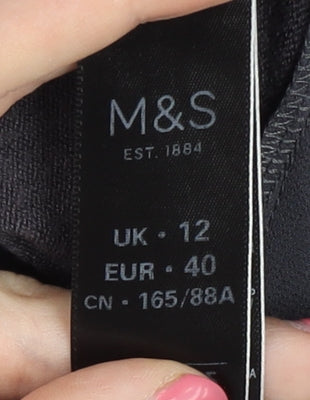 M&S
EST. 1884
UK · 12
EUR · 40
CN · 165/88A